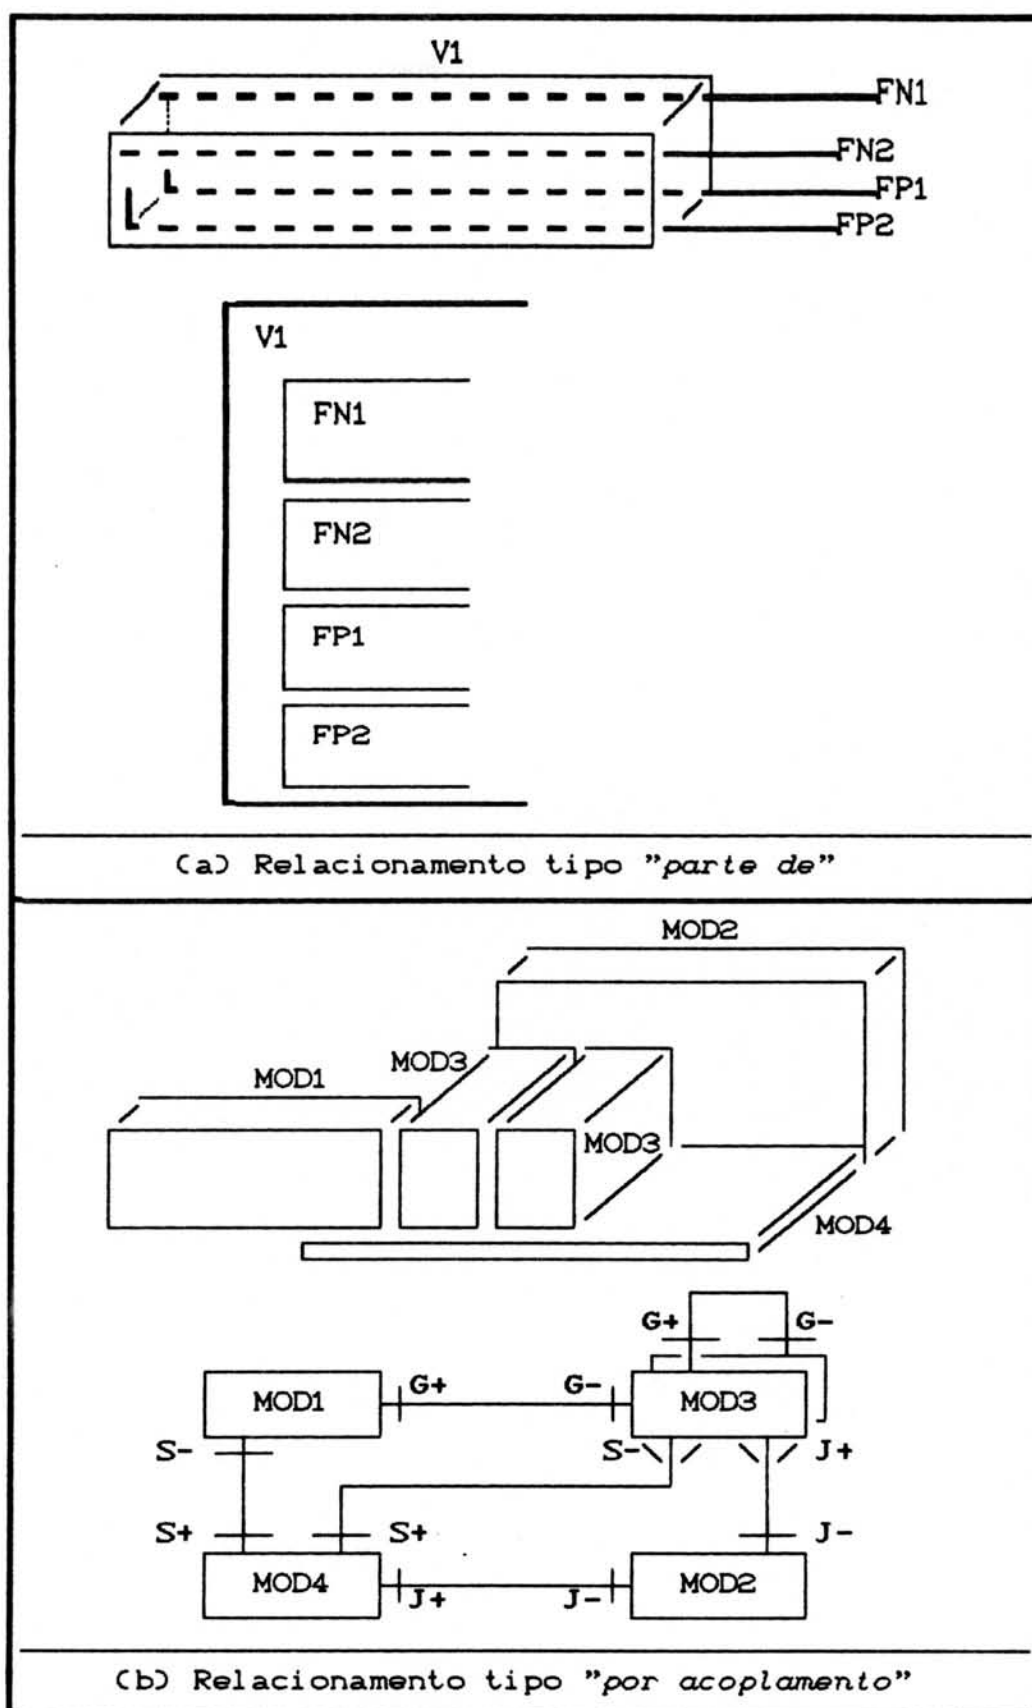 V1
FN1
FN2
FP1
FP2
V1
FN1
FN2
FP1
FP2
(a) Relacionamento tipo "parte de"
MOD2
MOD3
MOD1
MOD3
MOD4
G+ G-
MOD1 G+ G- MOD3
S- S- J+
S+ S+ J-
MOD4 J+ J- MOD2
(b) Relacionamento tipo "por acoplamento"